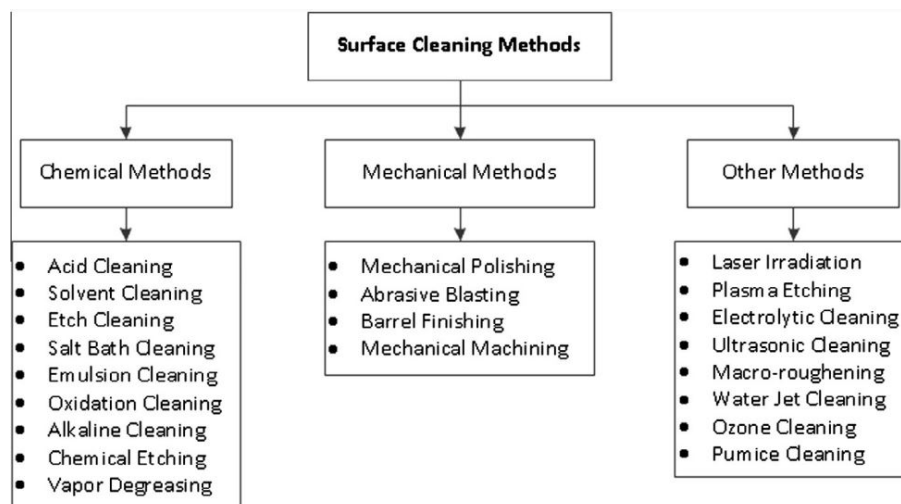 Surface Cleaning Methods
Chemical Methods
Mechanical Methods
Other Methods
• Acid Cleaning
• Solvent Cleaning
• Etch Cleaning
• Salt Bath Cleaning
• Emulsion Cleaning
• Oxidation Cleaning
• Alkaline Cleaning
• Chemical Etching
• Vapor Degreasing
• Mechanical Polishing
• Abrasive Blasting
• Barrel Finishing
• Mechanical Machining
• Laser Irradiation
• Plasma Etching
• Electrolytic Cleaning
• Ultrasonic Cleaning
• Macro-roughening
• Water Jet Cleaning
• Ozone Cleaning
• Pumice Cleaning